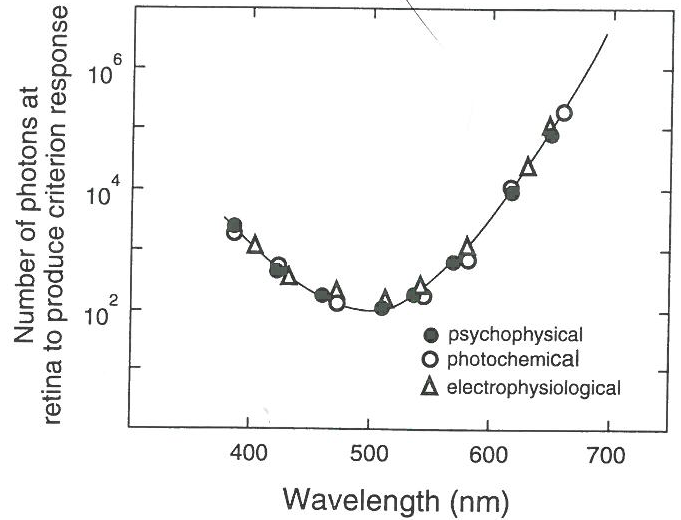 Number of photons at
retina to produce criterion response
10^6
10^4
10^2
psychophysical
photochemical
electrophysiological
400 500 600 700
Wavelength (nm)